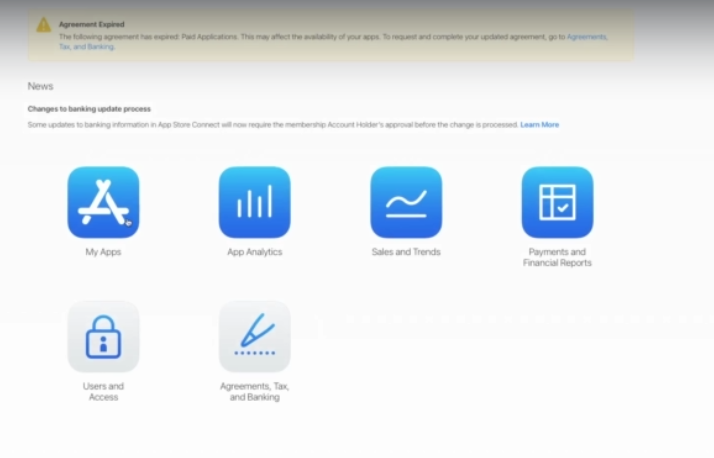 Agreement Expired
The following agreement has expired: Paid Applications. This may affect the availability of your apps. To request and complete your updated agreement, go to Agreements,
Tax, and Banking.
News
Changes to banking update process
Some updates to banking information in App Store Connect will now require the membership Account Holder's approval before the change is processed. Learn More
My Apps
App Analytics
Sales and Trends
Payments and
Financial Reports
Users and
Access
Agreements, Tax,
and Banking